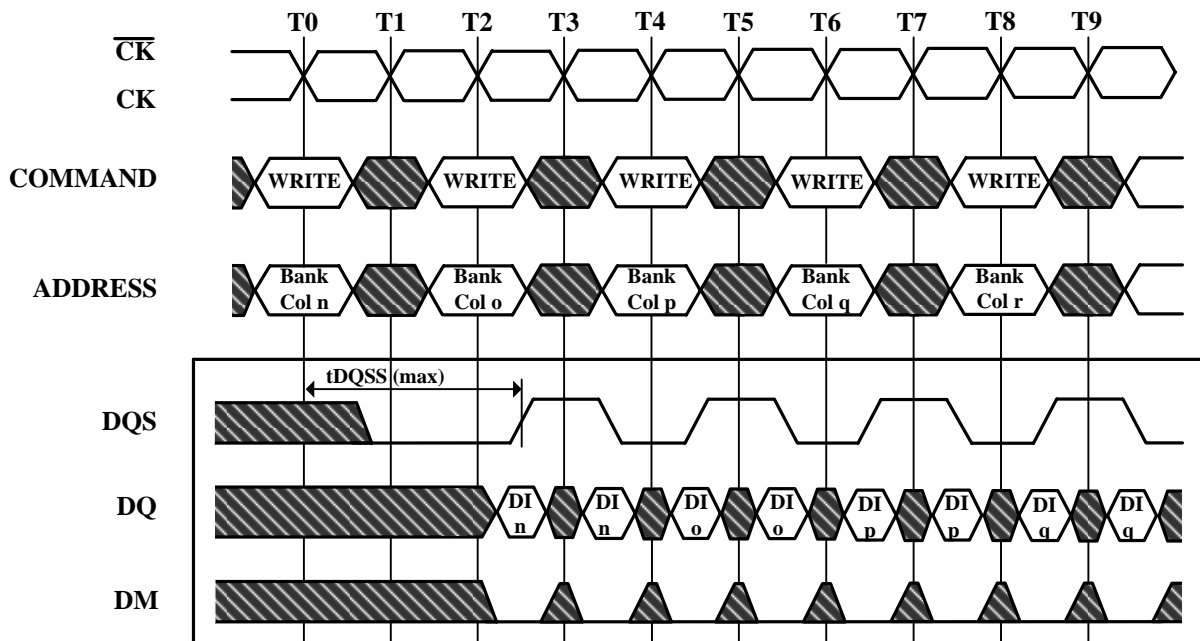 T0 T1 T2 T3 T4 T5 T6 T7 T8 T9
CK
CK
COMMAND WRITE WRITE WRITE WRITE WRITE
ADDRESS Bank Bank Bank Bank Bank
Col n Col o Col p Col q Col r
tDQSS (max)
DQS
DQ DI DI DI DI DI DI DI DI
n n o o p p q q
DM